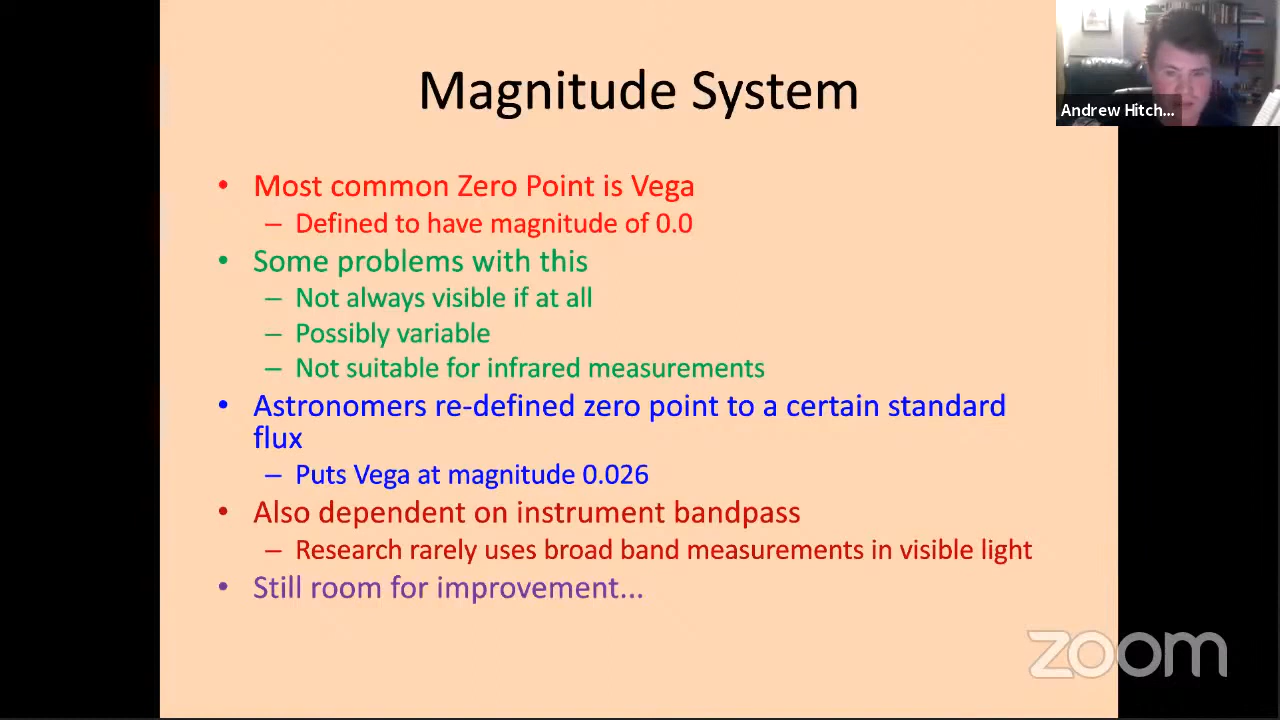 Magnitude System
Andrew Hitch...
• Most common Zero Point is Vega
– Defined to have magnitude of 0.0
• Some problems with this
– Not always visible if at all
– Possibly variable
– Not suitable for infrared measurements
• Astronomers re-defined zero point to a certain standard
flux
– Puts Vega at magnitude 0.026
• Also dependent on instrument bandpass
– Research rarely uses broad band measurements in visible light
• Still room for improvement...
zoom